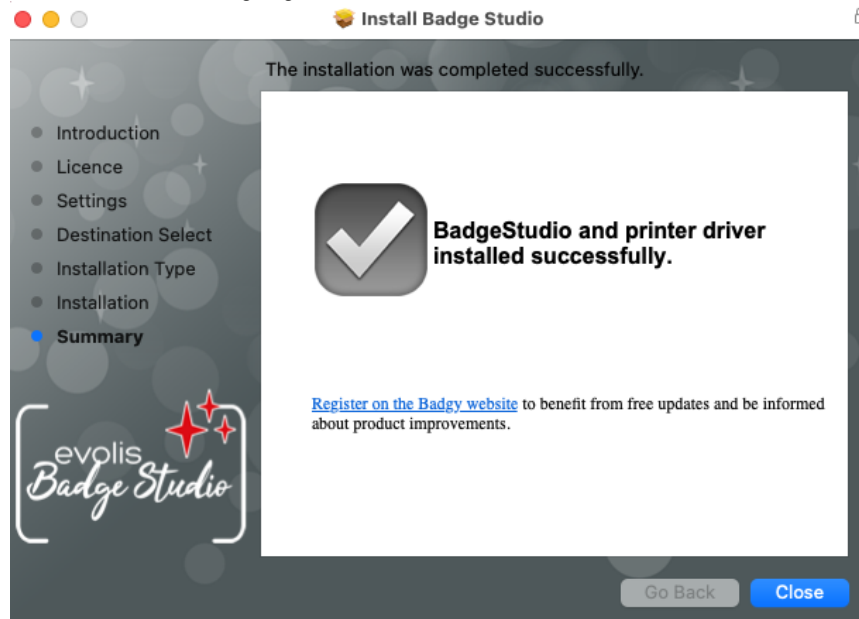 Install Badge Studio
The installation was completed successfully.
Introduction
Licence
Settings
Destination Select
Installation Type
Installation
Summary
BadgeStudio and printer driver
installed successfully.
Register on the Badgy website to benefit from free updates and be informed
about product improvements.
evolis
Badge Studio
Go Back
Close